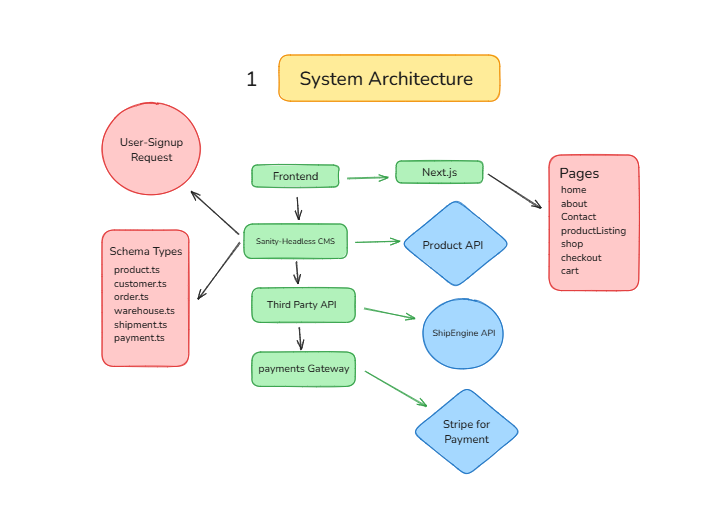 1
System Architecture
User-Signup
Request
Frontend
Next.js
Pages
home
about
Contact
productListing
shop
checkout
cart
Sanity-Headless CMS
Product API
Schema Types
product.ts
customer.ts
order.ts
warehouse.ts
shipment.ts
payment.ts
Third Party API
ShipEngine API
payments Gateway
Stripe for
Payment